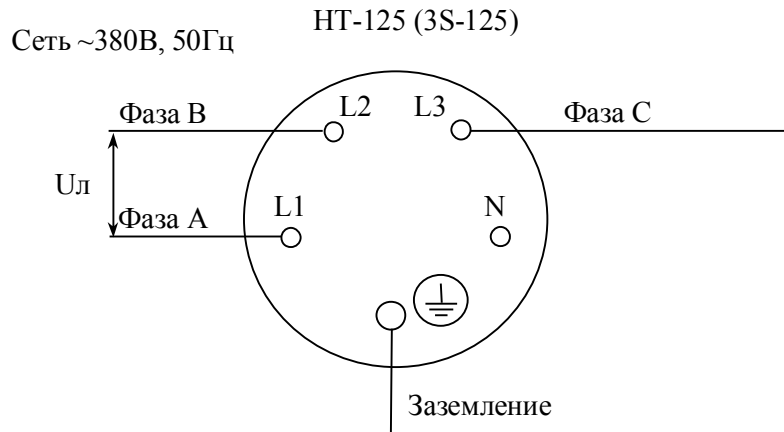 НТ-125 (3S-125)
Сеть ~380В, 50Гц
Фаза В
L2
L3
Фаза С
Uл
Фаза А
L1
N
Заземление